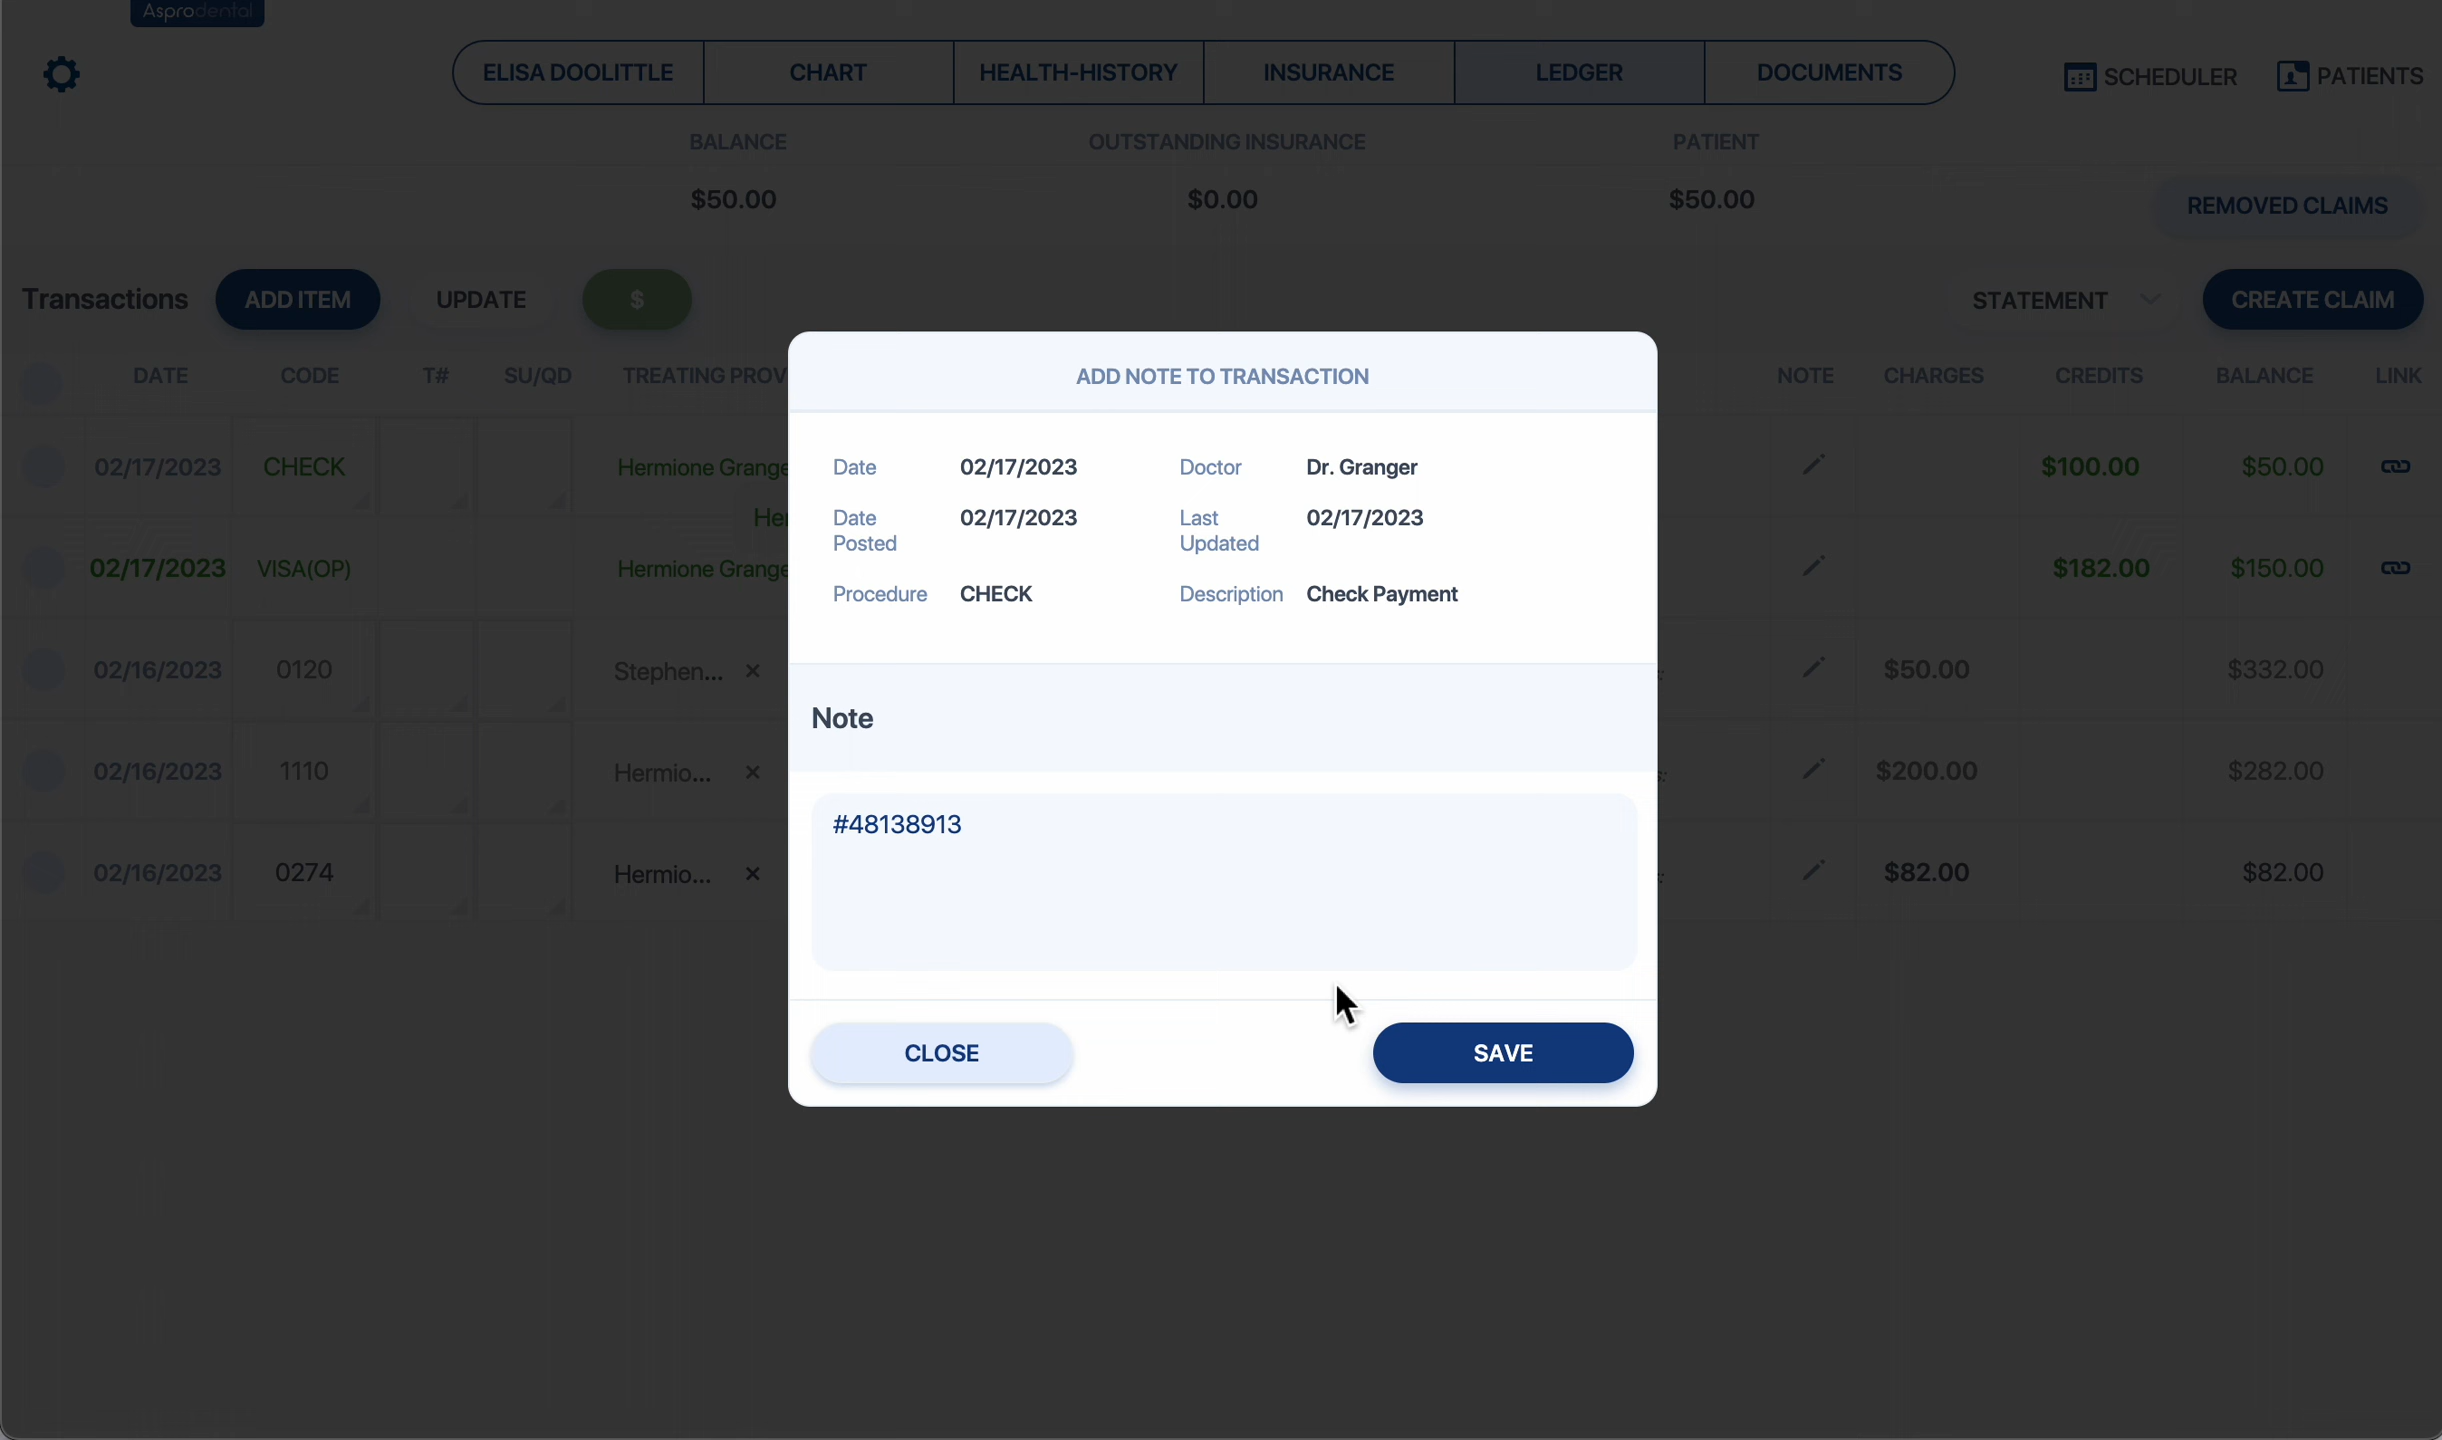 Asprodental
ELISA DOOLITTLE CHART HEALTH-HISTORY INSURANCE LEDGER DOCUMENTS SCHEDULER PATIENTS
BALANCE OUTSTANDING INSURANCE PATIENT
$50.00 $0.00 $50.00
REMOVED CLAIMS
Transactions ADD ITEM UPDATE $ STATEMENT CREATE CLAIM
DATE CODE T# SU/QD TREATING PROV NOTE CHARGES CREDITS BALANCE LINK
02/17/2023 CHECK Hermione Grange $100.00 $50.00
Her
02/17/2023 VISA(OP) Hermione Grange $182.00 $150.00
02/16/2023 0120 Stephen... × $50.00 $332.00
02/16/2023 1110 Hermio... × $200.00 $282.00
02/16/2023 0274 Hermio... × $82.00 $82.00
ADD NOTE TO TRANSACTION
Date 02/17/2023 Doctor Dr. Granger
Date Posted 02/17/2023 Last Updated 02/17/2023
Procedure CHECK Description Check Payment
Note
#48138913
CLOSE SAVE